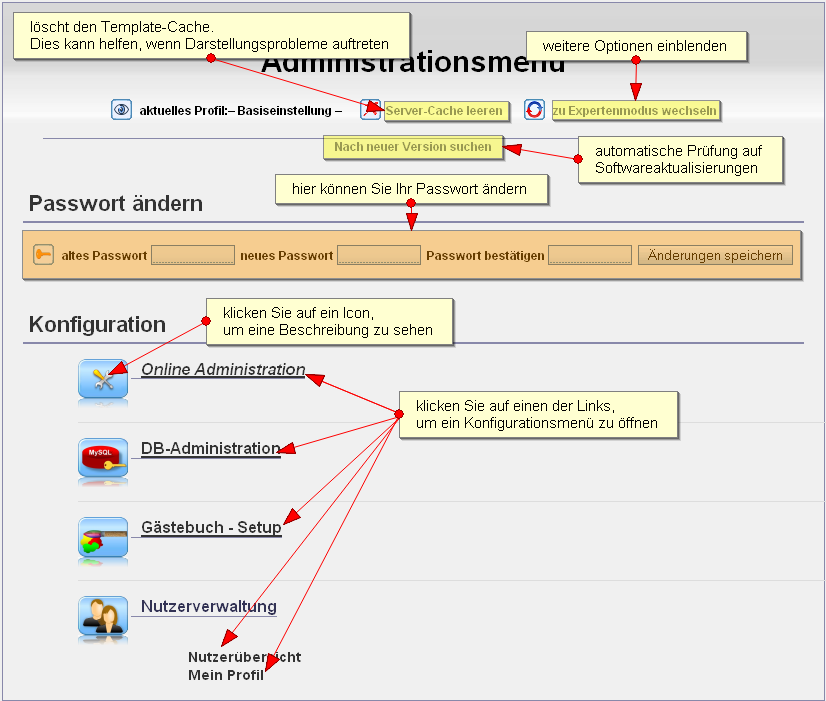 löscht den Template-Cache.
Dies kann helfen, wenn Darstellungsprobleme auftreten
weitere Optionen einblenden
Administrationsmenü
aktuelles Profil:– Basiseinstellung –
Server-Cache leeren
zu Expertenmodus wechseln
Nach neuer Version suchen
automatische Prüfung auf
Softwareaktualisierungen
hier können Sie Ihr Passwort ändern
Passwort ändern
altes Passwort
neues Passwort
Passwort bestätigen
Änderungen speichern
klicken Sie auf ein Icon,
um eine Beschreibung zu sehen
Konfiguration
Online Administration
klicken Sie auf einen der Links,
um ein Konfigurationsmenü zu öffnen
MySQL
DB-Administration
Gästebuch - Setup
Nutzerverwaltung
Nutzerübersicht
Mein Profil